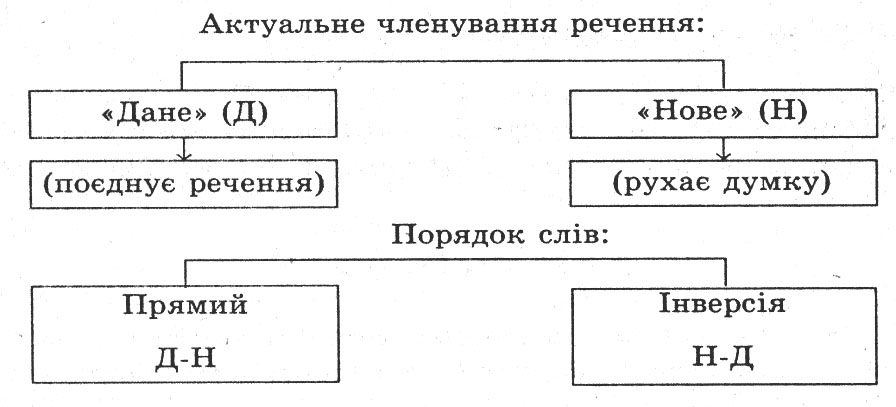 Актуальне членування речення:
«Дане» (Д)
«Нове» (Н)
(поєднує речення)
(рухає думку)
Порядок слів:
Прямий
Д-Н
Інверсія
Н-Д